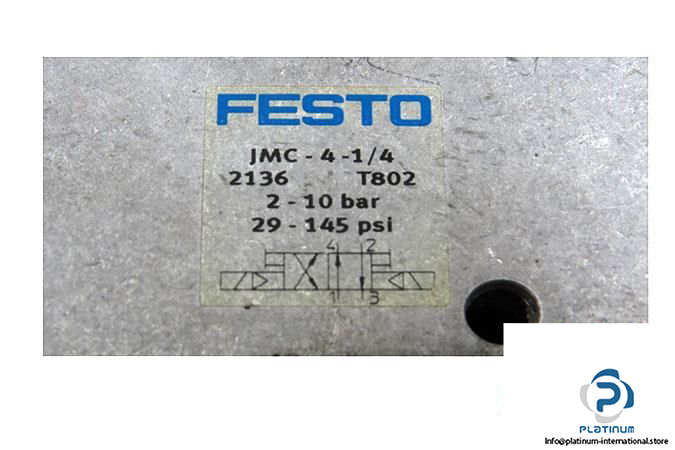 FESTO
JMC - 4 -1/4
2136 T802
2 - 10 bar
29 - 145 psi
4 2
1 3
PLATINUM
Info@platinum-international.store